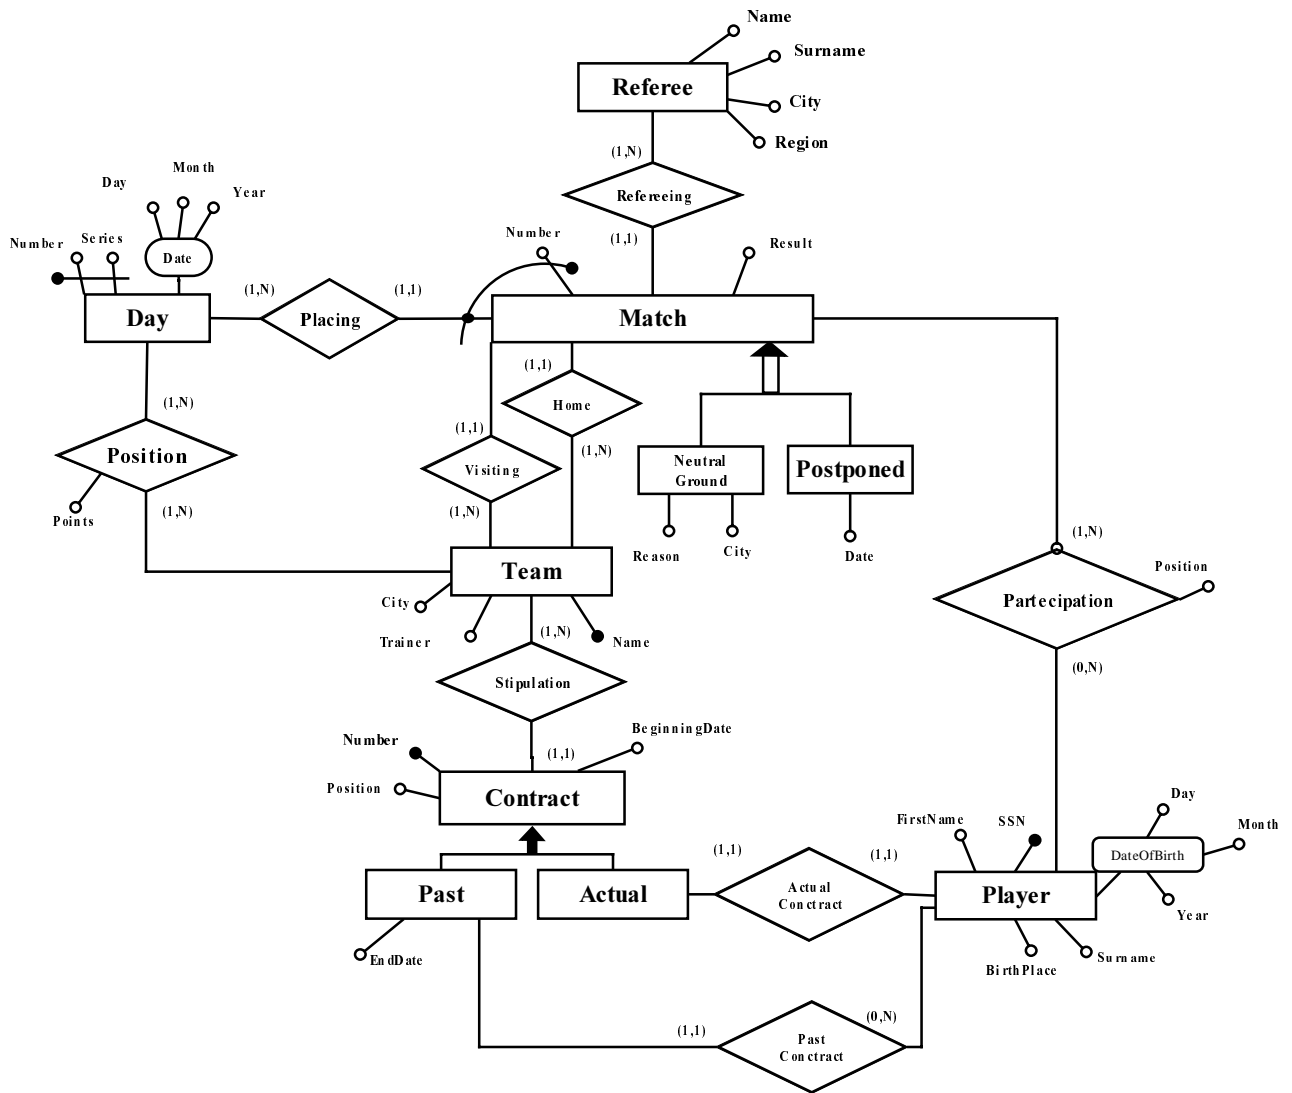 Name
Surname
Referee
City
Region
(1,N)
Refereeing
(1,1)
Month
Day
Year
Number
Series
Date
Number
Result
(1,N)
(1,1)
Day
Placing
Match
(1,1)
Home
(1,N)
Position
(1,1)
Visiting
(1,N)
Neutral
Ground
Postponed
Points
(1,N)
(1,N)
Reason
City
Date
(1,N)
Position
Team
City
Trainer
(1,N)
Name
Partecipation
(0,N)
Stipulation
Number
BeginningDate
(1,1)
Position
Contract
Day
FirstName
SSN
Month
DateOfBirth
(1,1)
(1,1)
Past
Actual
Actual
Conctract
Player
Year
EndDate
BirthPlace
Surname
(1,1)
(0,N)
Past
Conctract